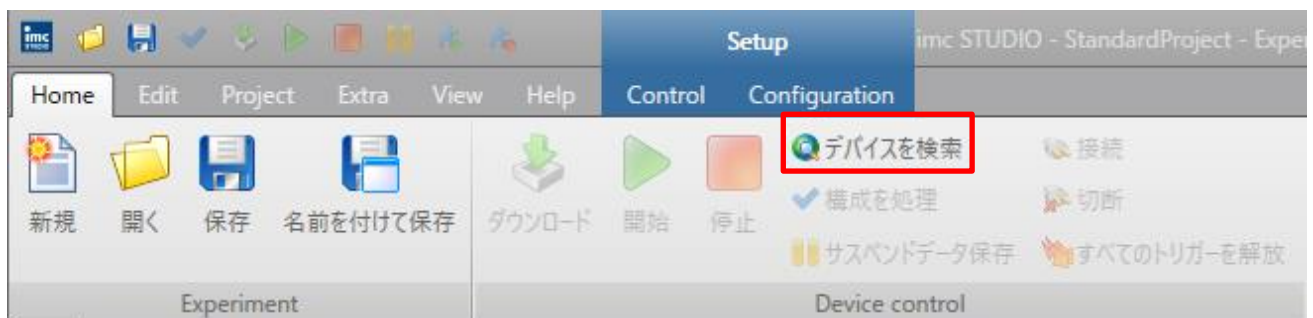 imc STUDIO
Setup
imc STUDIO - StandardProject - Exper
Home Edit Project Extra View Help Control Configuration
デバイスを検索 接続
構成を処理 切断
新規 開く 保存 名前を付けて保存 ダウンロード 開始 停止
サスペンドデータ保存 すべてのトリガーを解放
Experiment Device control